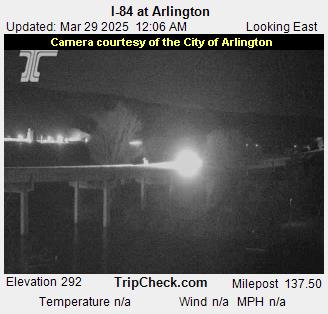 I-84 at Arlington
Updated: Mar 29 2025 12:06 AM Looking East
Camera courtesy of the City of Arlington
Elevation 292 TripCheck.com Milepost 137.50
Temperature n/a Wind n/a MPH n/a